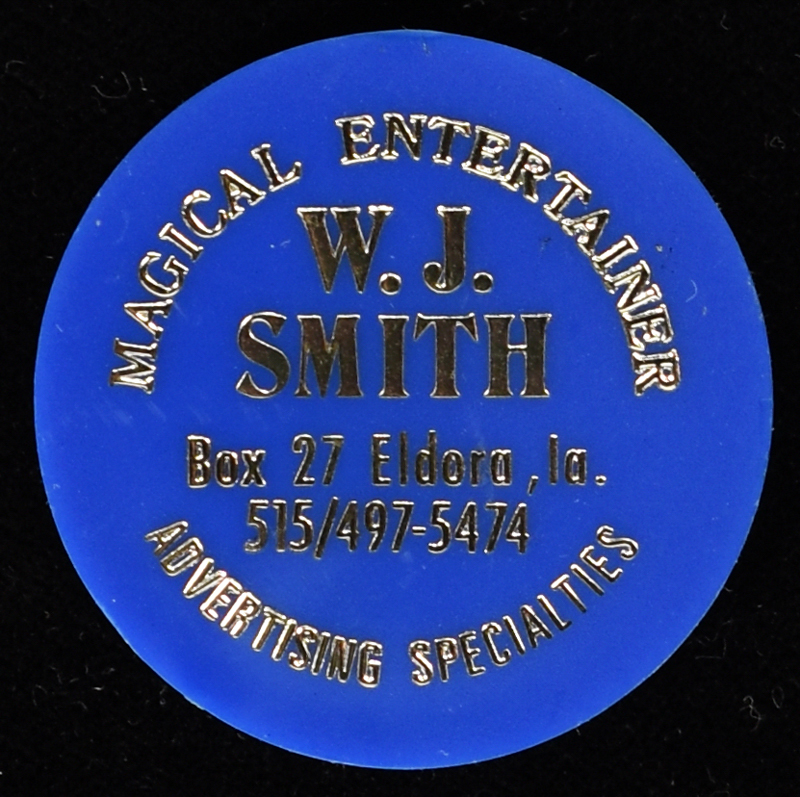 MAGICAL ENTERTAINER
W. J.
SMITH
Box 27 Eldora, Ia.
515/497-5474
ADVERTISING SPECIALTIES